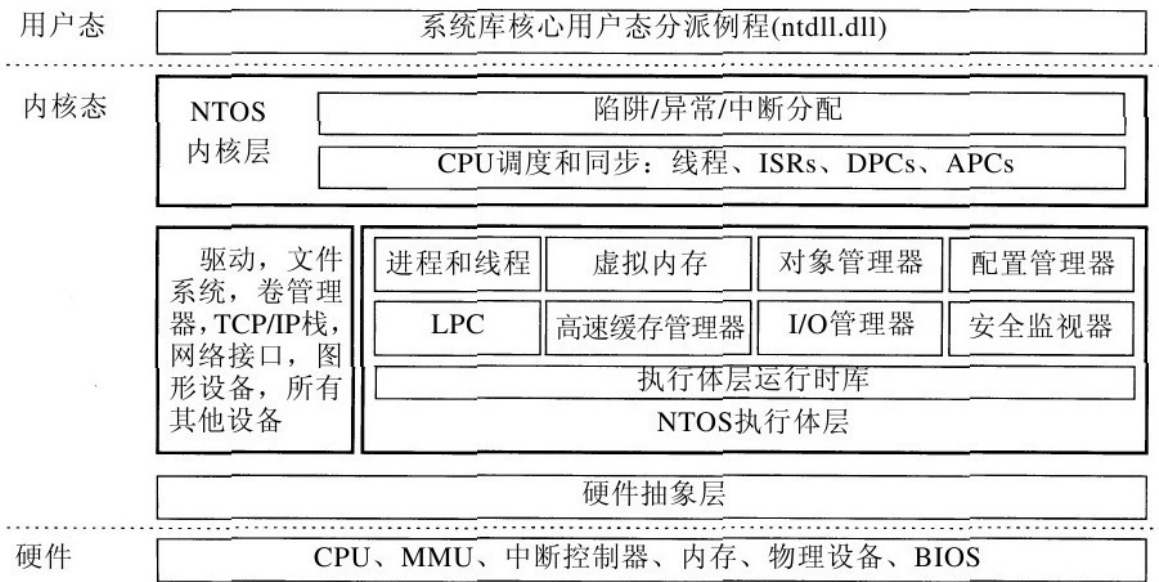 用户态
系统库核心用户态分派例程(ntdll.dll)
内核态
NTOS
内核层
陷阱/异常/中断分配
CPU调度和同步：线程、ISRs、DPCs、APCs
驱动，文件
系统，卷管理
器，TCP/IP栈，
网络接口，图
形设备，所有
其他设备
进程和线程
虚拟内存
对象管理器
配置管理器
LPC
高速缓存管理器
I/O管理器
安全监视器
执行体层运行时库
NTOS执行体层
硬件抽象层
硬件
CPU、MMU、中断控制器、内存、物理设备、BIOS